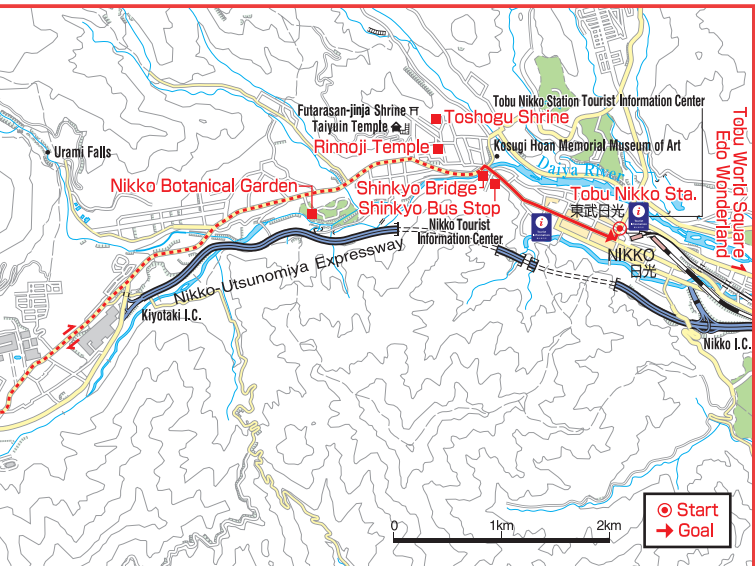 Tobu Nikko Station Tourist Information Center
Futarasan-jinja Shrine
Taiyuin Temple
Toshogu Shrine
Rinnoji Temple
Kosugi Hoan Memorial Museum of Art
Urami Falls
Daiya River
Tobu World Square
Edo Wonderland
Nikko Botanical Garden
Shinkyo Bridge
Shinkyo Bus Stop
Tobu Nikko Sta.
東武日光
Nikko Tourist
Information Center
NIKKO
日光
Nikko-Utsunomiya Expressway
Kiyotaki I.C.
Nikko I.C.
0
1km
2km
Start
Goal